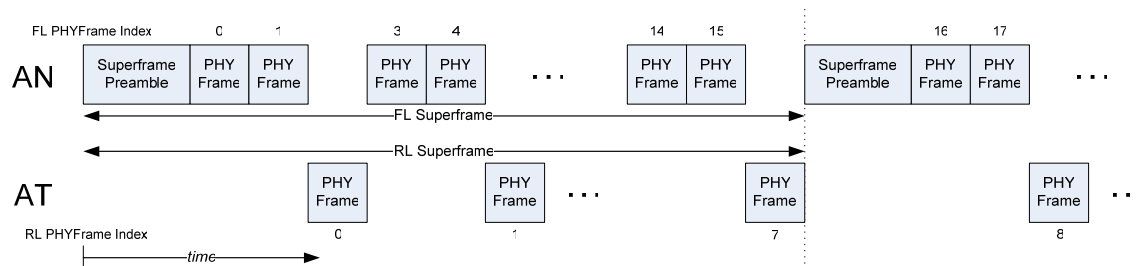 FL PHYFrame Index 0 1 3 4 14 15 16 17
AN
Superframe Preamble
PHY Frame
PHY Frame
PHY Frame
PHY Frame
...
PHY Frame
PHY Frame
Superframe Preamble
PHY Frame
PHY Frame
...
FL Superframe
RL Superframe
AT
PHY Frame
PHY Frame
...
PHY Frame
PHY Frame
..
RL PHYFrame Index 0 1 7 8
time